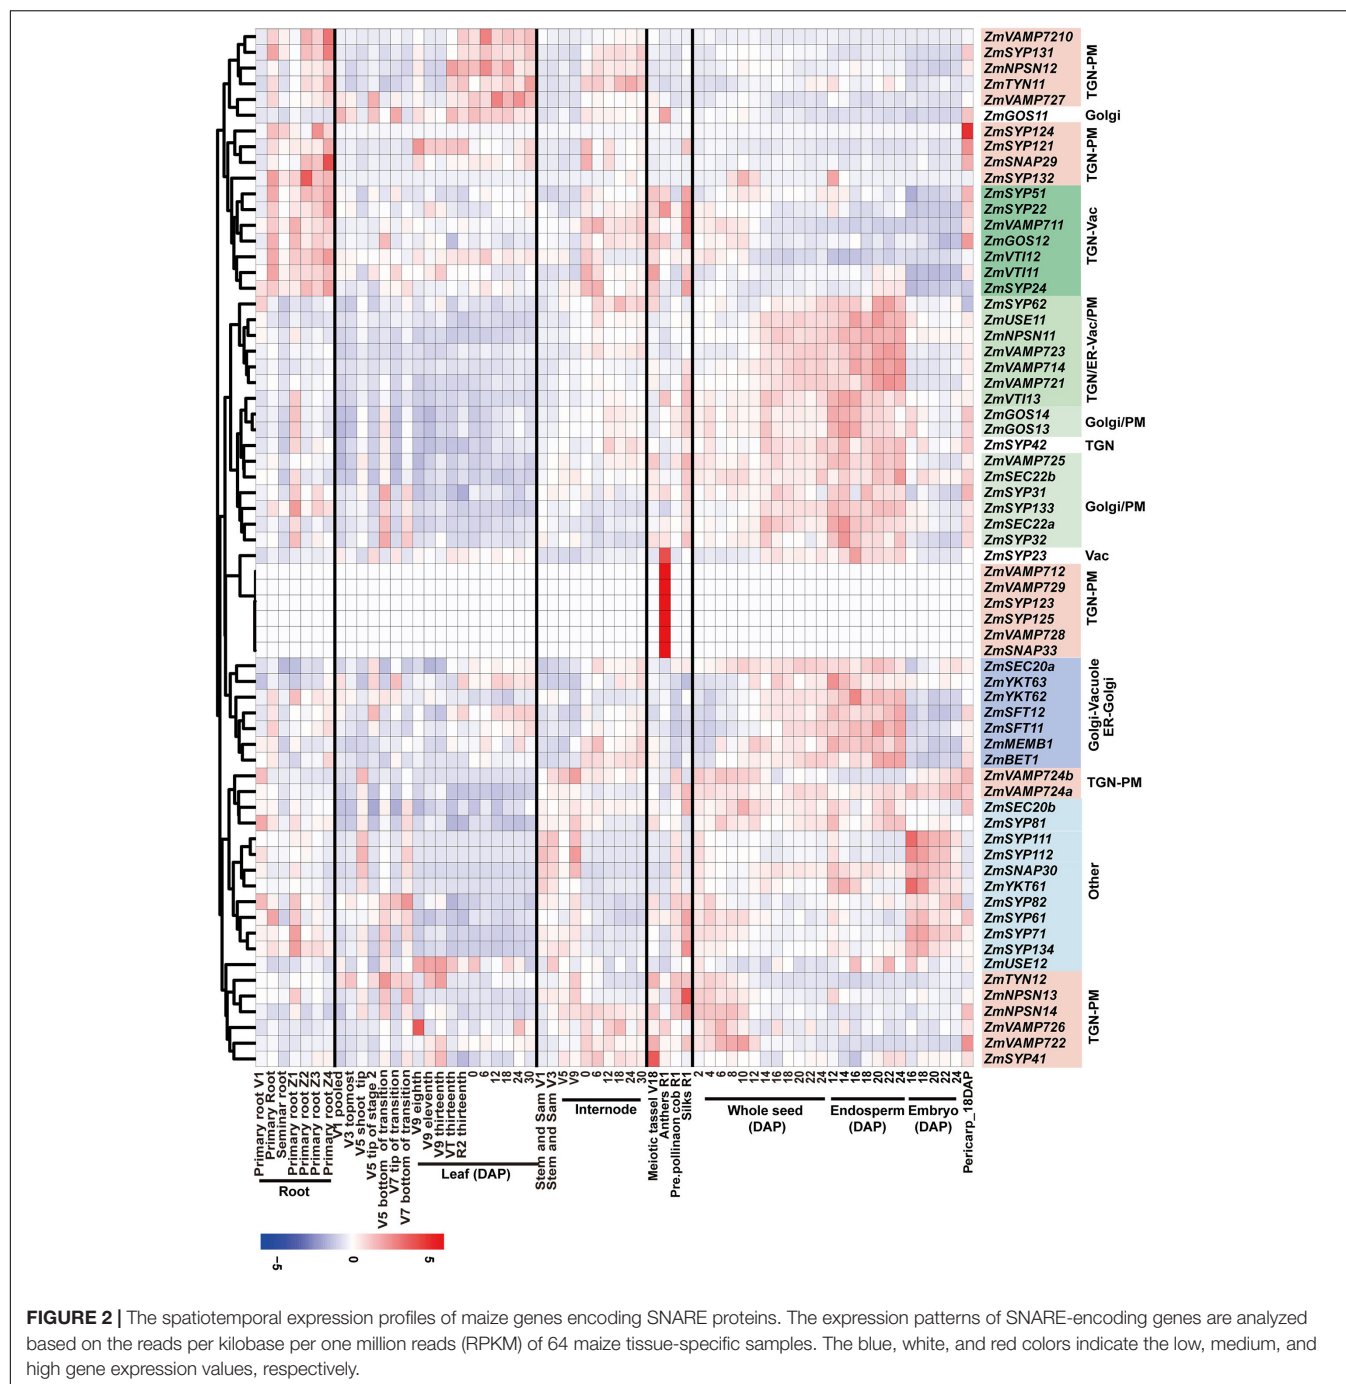 ZmVAMP7210
ZmSYP131
ZmNPSN12
ZmTYN11
ZmVAMP727
ZmGOS11
ZmSYP124
ZmSYP121
ZmSNAP29
ZmSYP132
ZmSYP51
ZmSYP22
ZmVAMP711
ZmGOS12
ZmVTI12
ZmVTI11
ZmSYP24
ZmSYP62
ZmUSE11
ZmNPSN11
ZmVAMP723
ZmVAMP714
ZmVAMP721
ZmVTI13
ZmGOS14
ZmGOS13
ZmSYP42
ZmVAMP725
ZmSEC22b
ZmSYP31
ZmSYP133
ZmSEC22a
ZmSYP32
ZmSYP23
ZmVAMP712
ZmVAMP729
ZmSYP123
ZmSYP125
ZmVAMP728
ZmSNAP33
ZmSEC20a
ZmYKT63
ZmYKT62
ZmSFT12
ZmSFT11
ZmMEMB1
ZmBET1
ZmVAMP724b
ZmVAMP724a
ZmSEC20b
ZmSYP81
ZmSYP111
ZmSYP112
ZmSNAP30
ZmYKT61
ZmSYP82
ZmSYP61
ZmSYP71
ZmSYP134
ZmUSE12
ZmTYN12
ZmNPSN13
ZmNPSN14
ZmVAMP726
ZmVAMP722
ZmSYP41
TGN-PM
Golgi
TGN-PM
TGN-Vac
TGN/ER-Vac/PM
Golgi/PM
TGN
Golgi/PM
Vac
TGN-PM
Golgi-Vacuole
ER-Golgi
TGN-PM
Other
TGN-PM
Primary root V1
Primary Root
Seminar root
Primary root Z1
Primary root Z2
Primary root Z3
Primary root Z4
V1 pooled
V3 topmost
V5 shoot tip
V5 tip of stage 2
V5 bottom of transition
V7 tip of transition
V7 bottom of transition
V9 eighth
V9 eleventh
V9 thirteenth
VT thirteenth
R2 thirteenth
0
6
12
18
24
30
Stem and Sam V1
Stem and Sam V3
V5
V9
0
6
12
18
24
30
Meiotic tassel V18
Anthers R1
Pre.pollinaon cob R1
Silks R1
2
4
6
8
10
12
14
16
18
20
22
24
12
14
16
18
20
22
24
16
18
20
22
24
Pericarp_18DAP
Root
Leaf (DAP)
Internode
Whole seed
(DAP)
Endosperm
(DAP)
Embryo
(DAP)
-5
0
5
FIGURE 2 | The spatiotemporal expression profiles of maize genes encoding SNARE proteins. The expression patterns of SNARE-encoding genes are analyzed
based on the reads per kilobase per one million reads (RPKM) of 64 maize tissue-specific samples. The blue, white, and red colors indicate the low, medium, and
high gene expression values, respectively.